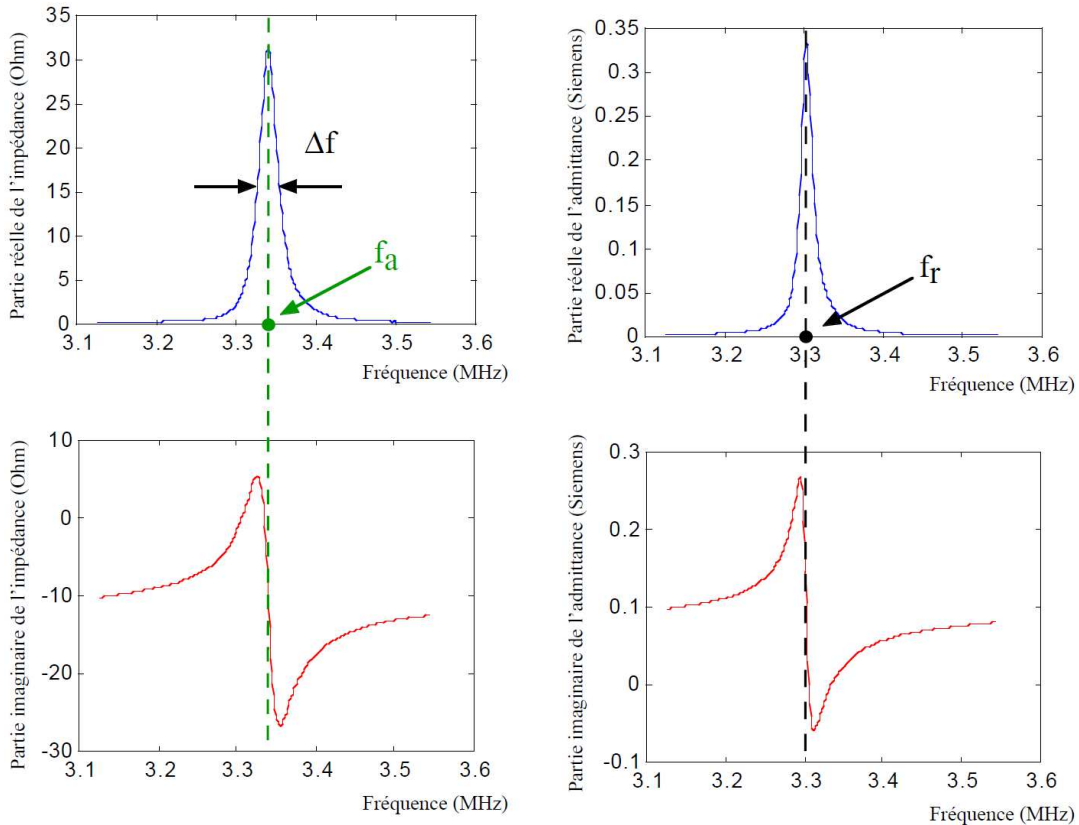 Partie réelle de l'impédance (Ohm)
35
30
25
20
15
10
5
0
Δf
fa
3.1 3.2 3.3 3.4 3.5 3.6
Fréquence (MHz)
Partie réelle de l'admittance (Siemens)
0.35
0.3
0.25
0.2
0.15
0.1
0.05
0
fr
3.1 3.2 3.3 3.4 3.5 3.6
Fréquence (MHz)
Partie imaginaire de l'impédance (Ohm)
10
0
-10
-20
-30
3.1 3.2 3.3 3.4 3.5 3.6
Fréquence (MHz)
Partie imaginaire de l'admittance (Siemens)
0.3
0.2
0.1
0
-0.1
3.1 3.2 3.3 3.4 3.5 3.6
Fréquence (MHz)